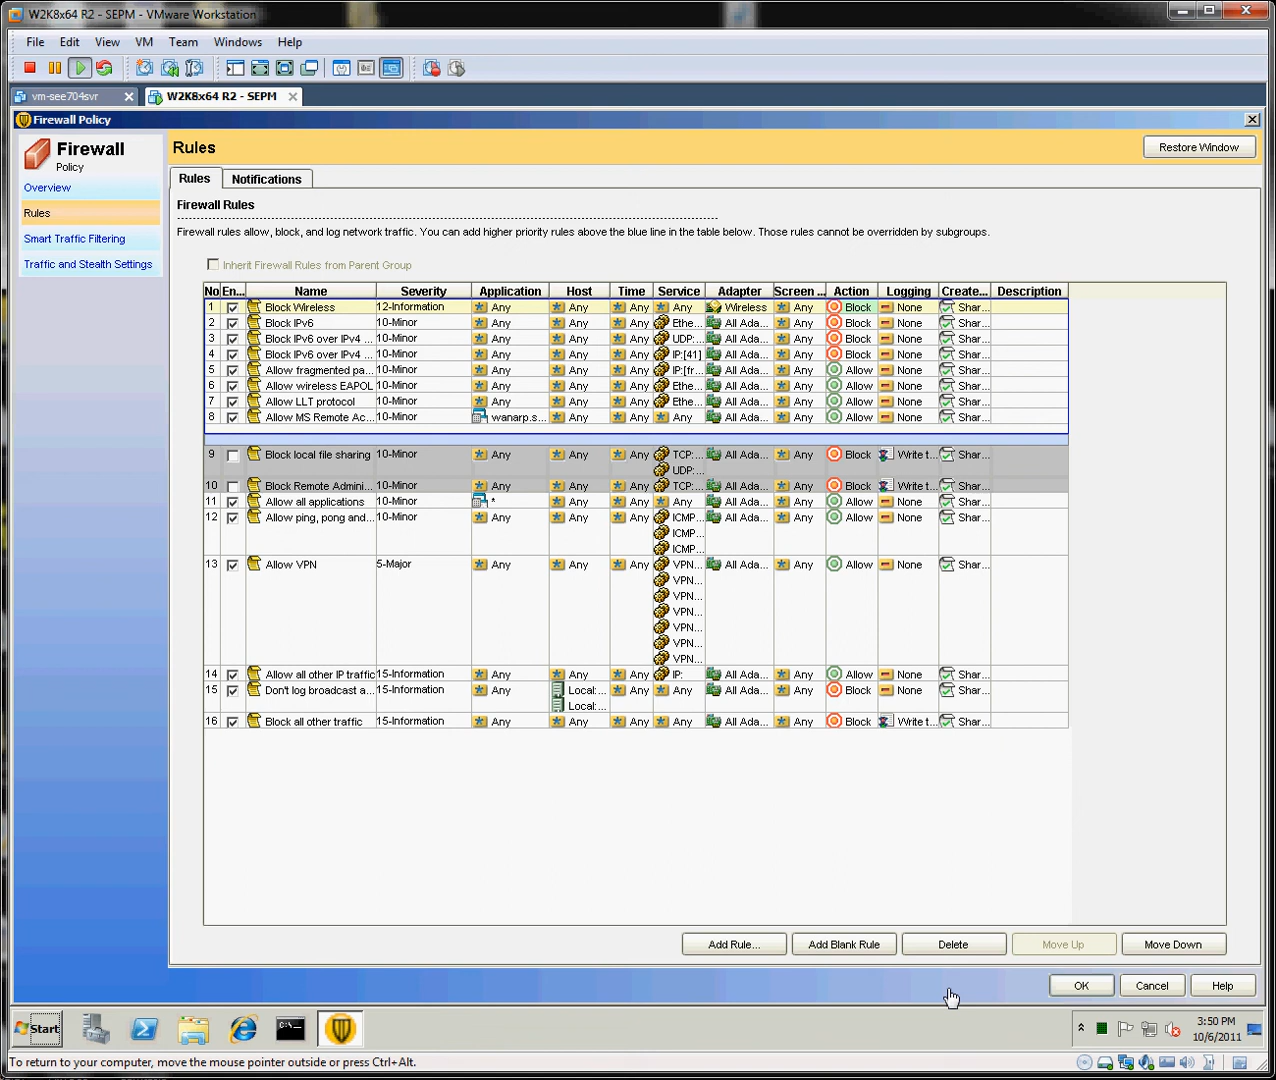 W2K8x64 R2 - SEPM - VMware Workstation
File Edit View VM Team Windows Help
vm-see704svr W2K8x64 R2 - SEPM
Firewall Policy
Firewall
Policy
Overview
Rules
Smart Traffic Filtering
Traffic and Stealth Settings
Rules
Restore Window
Rules Notifications
Firewall Rules
Firewall rules allow, block, and log network traffic. You can add higher priority rules above the blue line in the table below. Those rules cannot be overridden by subgroups.
Inherit Firewall Rules from Parent Group
No En... Name Severity Application Host Time Service Adapter Screen ... Action Logging Create... Description
1 Block Wireless 12-Information Any Any Any Any Wireless Any Block None Shar...
2 Block IPv6 10-Minor Any Any Any Ethe... All Ada... Any Block None Shar...
3 Block IPv6 over IPv4 ... 10-Minor Any Any Any UDP:... All Ada... Any Block None Shar...
4 Block IPv6 over IPv4 ... 10-Minor Any Any Any IP:[41] All Ada... Any Block None Shar...
5 Allow fragmented pa... 10-Minor Any Any Any IP:[fr... All Ada... Any Allow None Shar...
6 Allow wireless EAPOL 10-Minor Any Any Any Ethe... All Ada... Any Allow None Shar...
7 Allow LLT protocol 10-Minor Any Any Any Ethe... All Ada... Any Allow None Shar...
8 Allow MS Remote Ac... 10-Minor wanarp.s... Any Any Any All Ada... Any Allow None Shar...
9 Block local file sharing 10-Minor Any Any Any TCP:... All Ada... Any Block Write t... Shar...
UDP:...
10 Block Remote Admini... 10-Minor Any Any Any TCP:... All Ada... Any Block Write t... Shar...
11 Allow all applications 10-Minor * Any Any Any All Ada... Any Allow None Shar...
12 Allow ping, pong and... 10-Minor Any Any Any ICMP... All Ada... Any Allow None Shar...
ICMP...
ICMP...
13 Allow VPN 5-Major Any Any Any VPN... All Ada... Any Allow None Shar...
VPN...
VPN...
VPN...
VPN...
VPN...
VPN...
14 Allow all other IP traffic 15-Information Any Any Any IP: All Ada... Any Allow None Shar...
15 Don't log broadcast a... 15-Information Any Local:... Any Any All Ada... Any Block None Shar...
Local:...
16 Block all other traffic 15-Information Any Any Any Any All Ada... Any Block Write t... Shar...
Add Rule... Add Blank Rule Delete Move Up Move Down
OK Cancel Help
Start
3:50 PM
10/6/2011
To return to your computer, move the mouse pointer outside or press Ctrl+Alt.